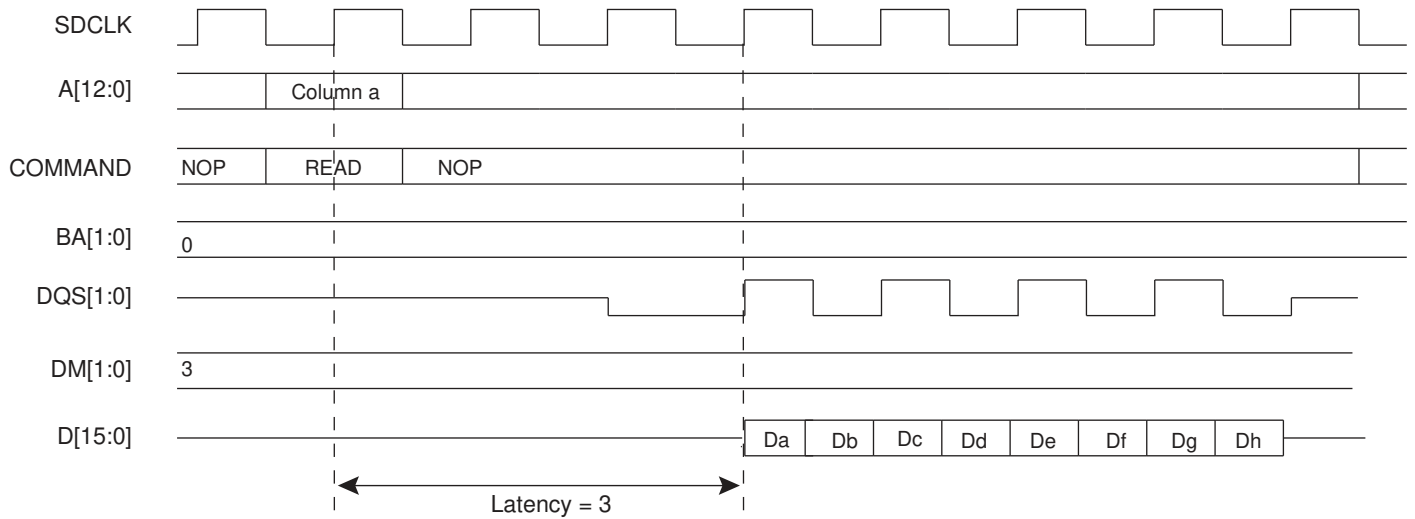 SDCLK
A[12:0] Column a
COMMAND NOP READ NOP
BA[1:0] 0
DQS[1:0]
DM[1:0] 3
D[15:0] Da Db Dc Dd De Df Dg Dh
Latency = 3